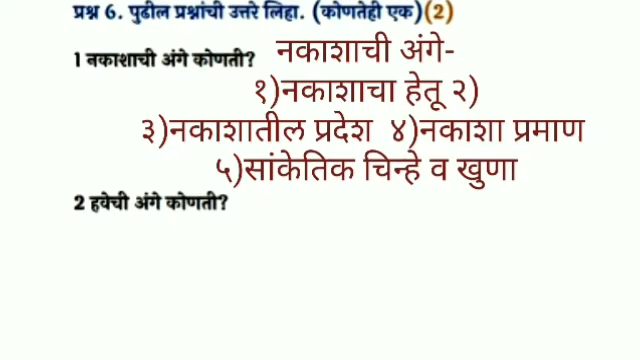 प्रश्न 6. पुढील प्रश्नांची उत्तरे लिहा. (कोणतेही एक)(2)
1 नकाशाची अंगे कोणती? नकाशाची अंगे-
१)नकाशाचा हेतू २)
३)नकाशातील प्रदेश ४)नकाशा प्रमाण
५)सांकेतिक चिन्हे व खुणा
2 हवेची अंगे कोणती?